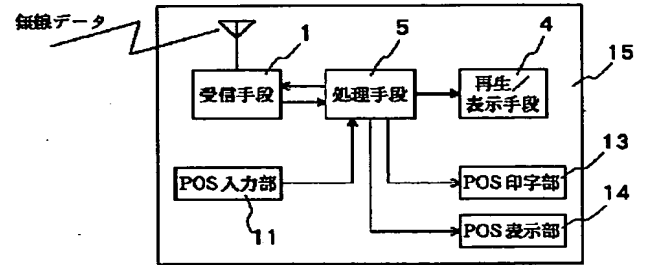 無線データ
1
5
4
15
受信手段
処理手段
再生/
表示手段
13
POS入力部
POS印字部
11
14
POS表示部